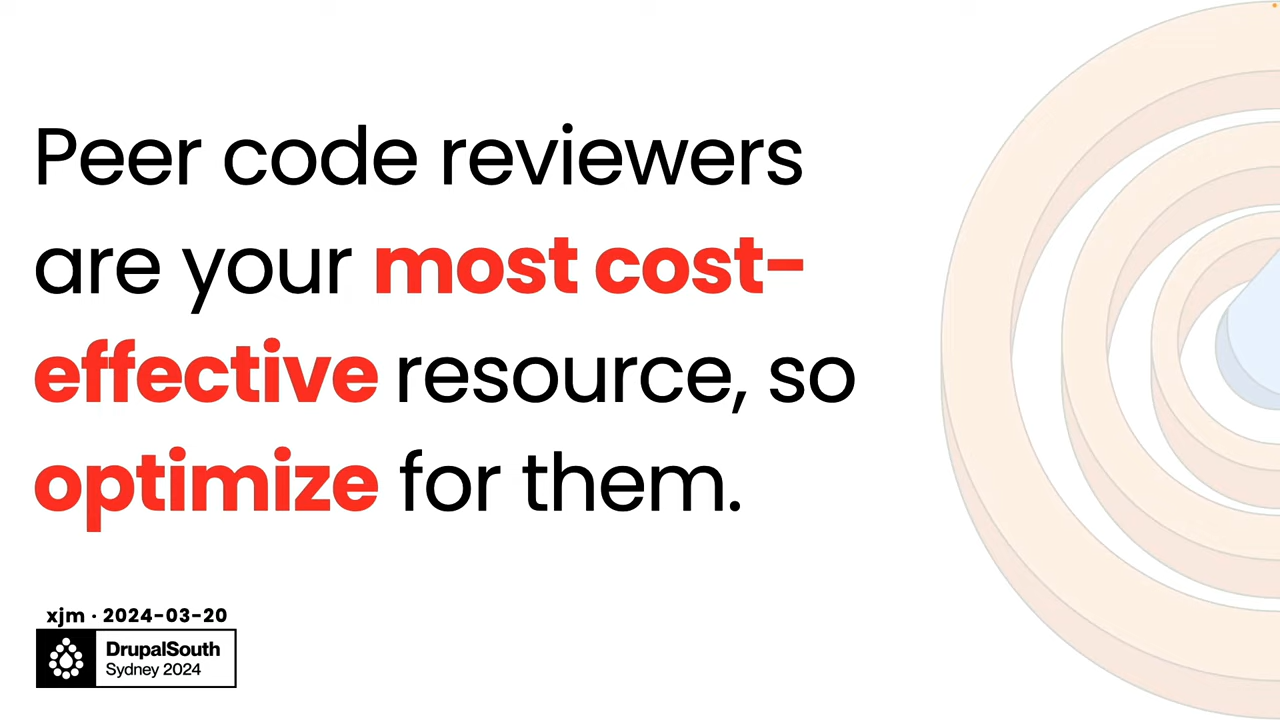 Peer code reviewers
are your most cost-
effective resource, so
optimize for them.
xjm · 2024-03-20
DrupalSouth
Sydney 2024